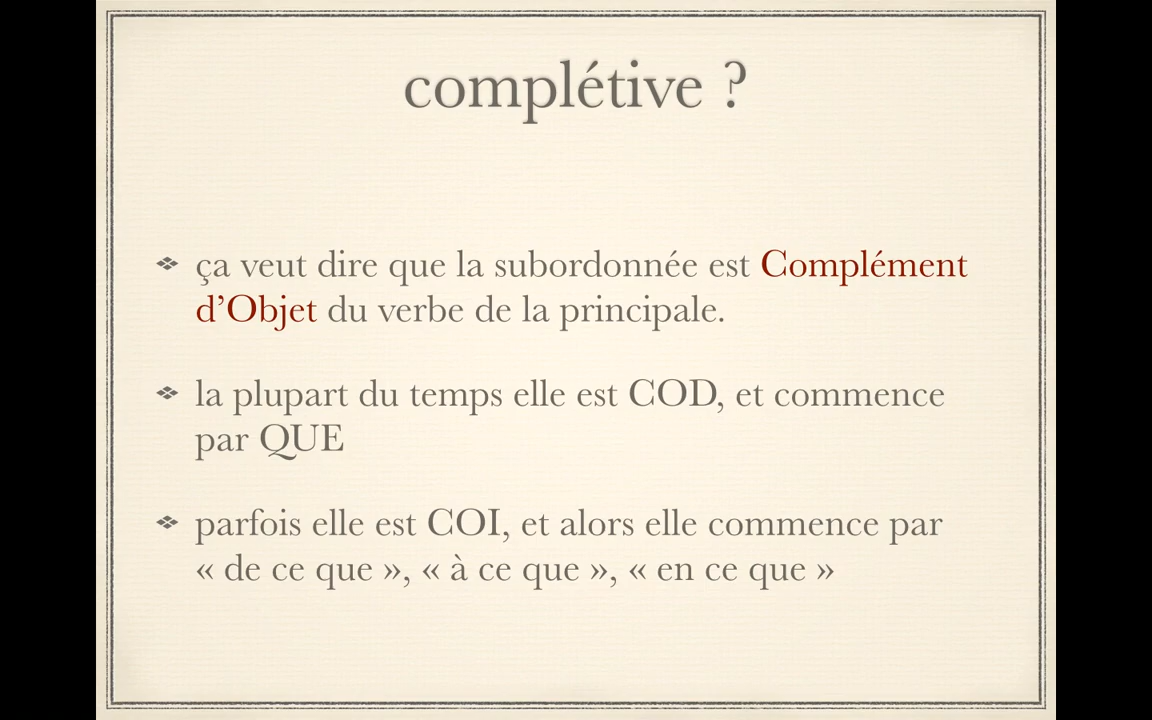 complétive ?
ça veut dire que la subordonnée est Complément
d’Objet du verbe de la principale.
la plupart du temps elle est COD, et commence
par QUE
parfois elle est COI, et alors elle commence par
« de ce que », « à ce que », « en ce que »